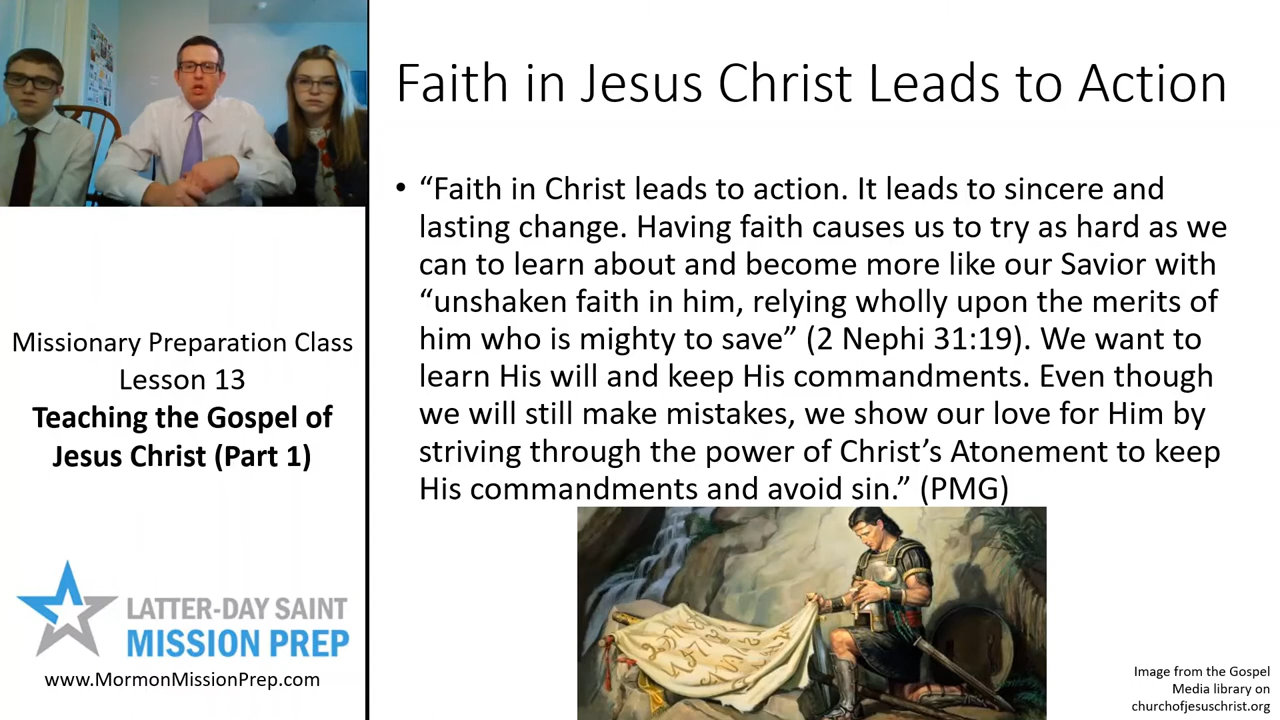 Faith in Jesus Christ Leads to Action
• “Faith in Christ leads to action. It leads to sincere and
lasting change. Having faith causes us to try as hard as we
can to learn about and become more like our Savior with
“unshaken faith in him, relying wholly upon the merits of
him who is mighty to save” (2 Nephi 31:19). We want to
learn His will and keep His commandments. Even though
we will still make mistakes, we show our love for Him by
striving through the power of Christ’s Atonement to keep
His commandments and avoid sin.” (PMG)
Missionary Preparation Class
Lesson 13
Teaching the Gospel of
Jesus Christ (Part 1)
LATTER-DAY SAINT
MISSION PREP
www.MormonMissionPrep.com
Image from the Gospel
Media library on
churchofjesuschrist.org